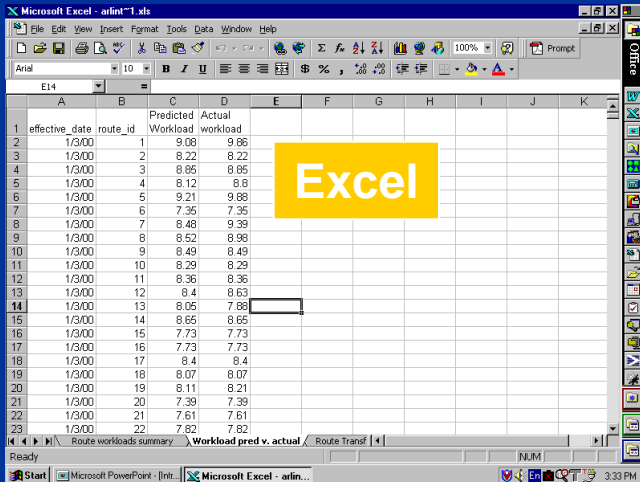 Microsoft Excel - arlint~1.xls
File Edit View Insert Format Tools Data Window Help
100% Prompt
Arial 10 B I U $ % ,
E14 =
A B C D E F G H I J K
Predicted Actual
1 effective_date route_id Workload workload
2 1/3/00 1 9.08 9.86
3 1/3/00 2 8.22 8.22
4 1/3/00 3 8.85 8.85
5 1/3/00 4 8.12 8.8
6 1/3/00 5 9.21 9.88
7 1/3/00 6 7.35 7.35
8 1/3/00 7 8.48 9.39
9 1/3/00 8 8.52 8.98
10 1/3/00 9 8.49 8.49
11 1/3/00 10 8.29 8.29
12 1/3/00 11 8.36 8.36
13 1/3/00 12 8.4 8.63
14 1/3/00 13 8.05 7.88
15 1/3/00 14 8.65 8.65
16 1/3/00 15 7.73 7.73
17 1/3/00 16 7.73 7.73
18 1/3/00 17 8.4 8.4
19 1/3/00 18 8.07 8.07
20 1/3/00 19 8.11 8.21
21 1/3/00 20 7.39 7.39
22 1/3/00 21 7.61 7.61
23 1/3/00 22 7.82 7.82
Excel
Office
Route workloads summary Workload pred v. actual Route Transf
Ready NUM
Start Microsoft PowerPoint - [Intr... Microsoft Excel - arlin... En 3:33 PM